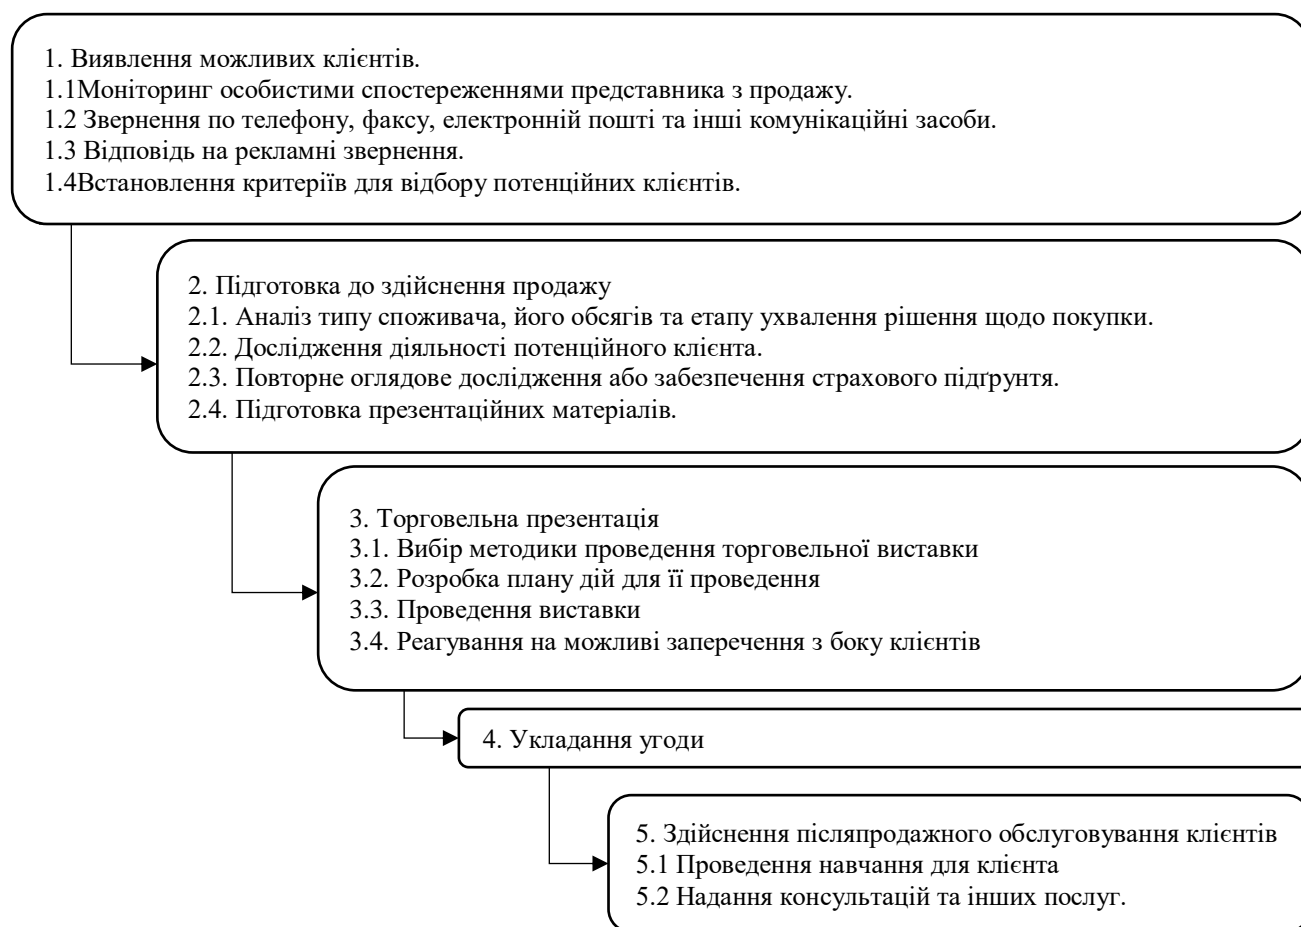 1. Виявлення можливих клієнтів.
1.1Моніторинг особистими спостереженнями представника з продажу.
1.2 Звернення по телефону, факсу, електронній пошті та інші комунікаційні засоби.
1.3 Відповідь на рекламні звернення.
1.4Встановлення критеріїв для відбору потенційних клієнтів.
2. Підготовка до здійснення продажу
2.1. Аналіз типу споживача, його обсягів та етапу ухвалення рішення щодо покупки.
2.2. Дослідження діяльності потенційного клієнта.
2.3. Повторне оглядове дослідження або забезпечення страхового підґрунтя.
2.4. Підготовка презентаційних матеріалів.
3. Торговельна презентація
3.1. Вибір методики проведення торговельної виставки
3.2. Розробка плану дій для її проведення
3.3. Проведення виставки
3.4. Реагування на можливі заперечення з боку клієнтів
4. Укладання угоди
5. Здійснення післяпродажного обслуговування клієнтів
5.1 Проведення навчання для клієнта
5.2 Надання консультацій та інших послуг.